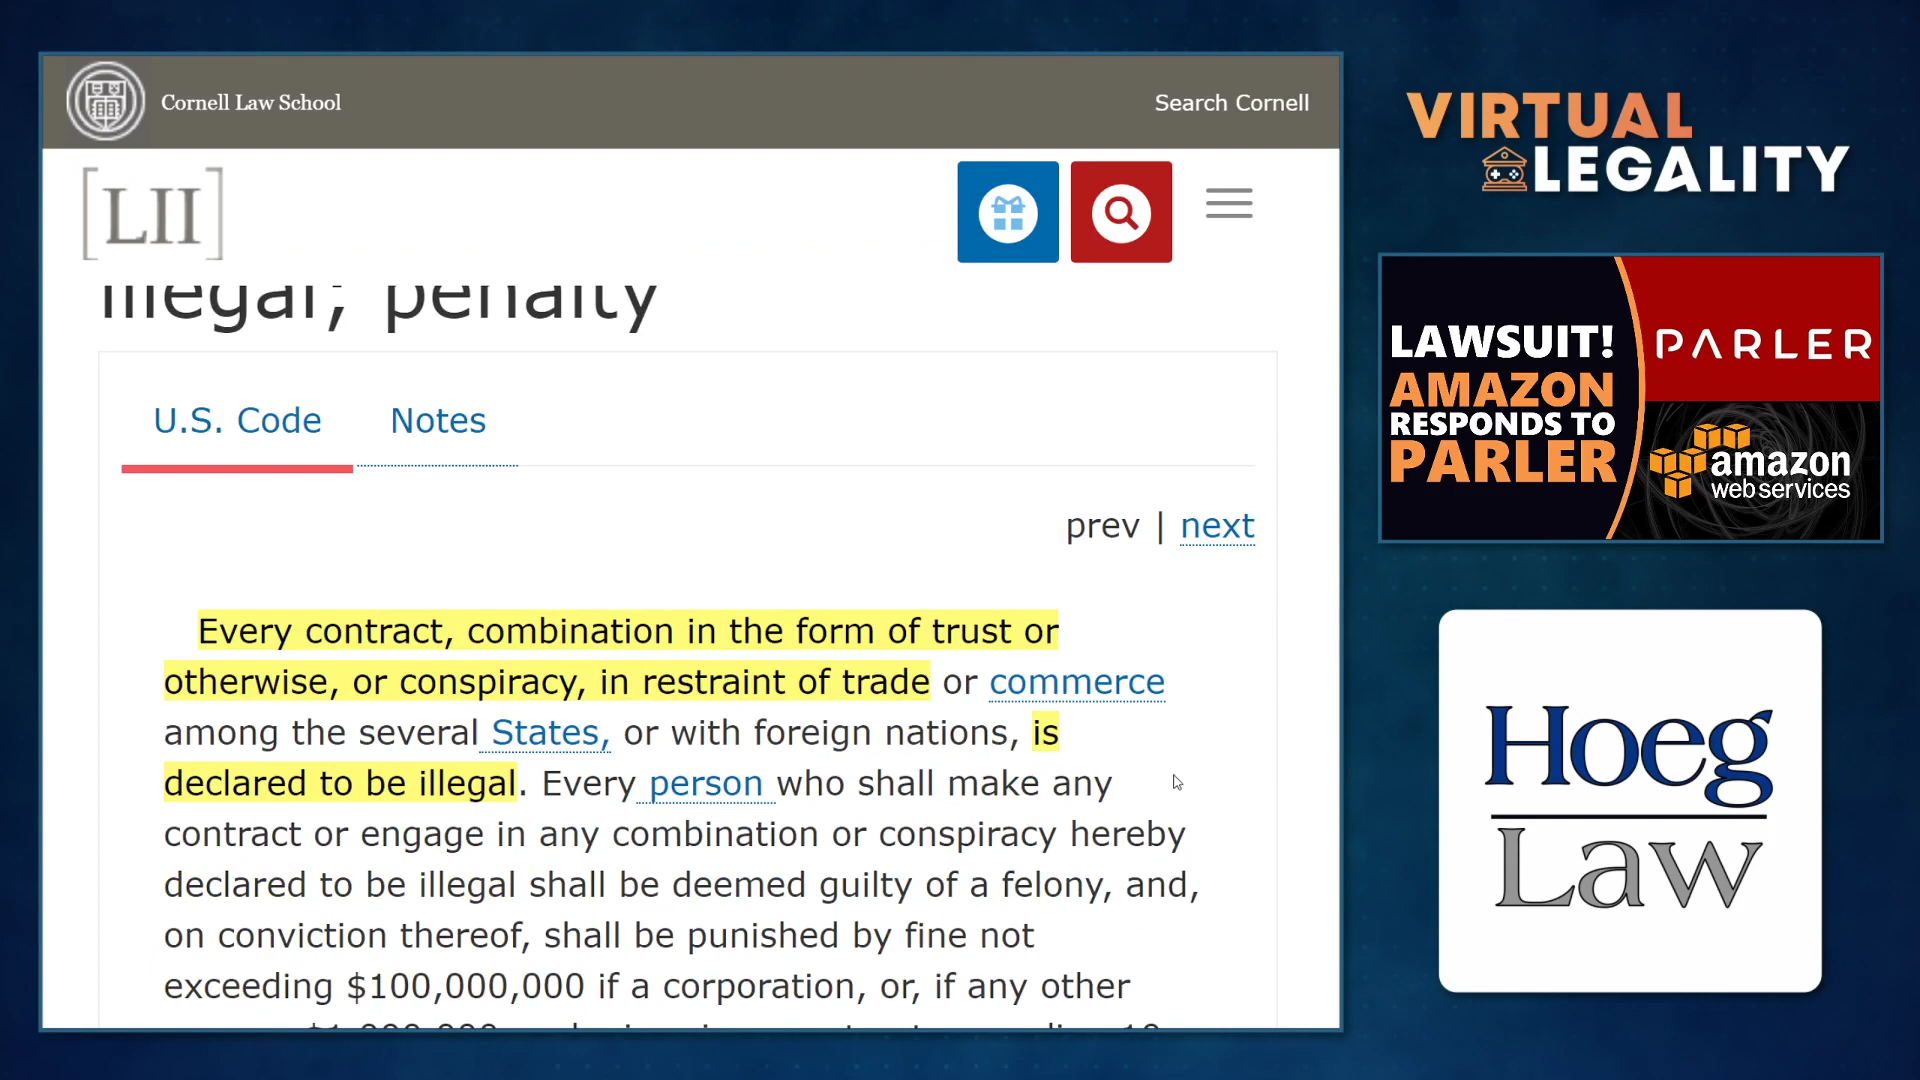 Cornell Law School
Search Cornell
[LII]
illegal; penalty
U.S. Code
Notes
prev | next
Every contract, combination in the form of trust or
otherwise, or conspiracy, in restraint of trade or commerce
among the several States, or with foreign nations, is
declared to be illegal. Every person who shall make any
contract or engage in any combination or conspiracy hereby
declared to be illegal shall be deemed guilty of a felony, and,
on conviction thereof, shall be punished by fine not
exceeding $100,000,000 if a corporation, or, if any other
VIRTUAL
LEGALITY
LAWSUIT!
AMAZON
RESPONDS TO
PARLER
PARLER
amazon
webservices
Hoeg
Law